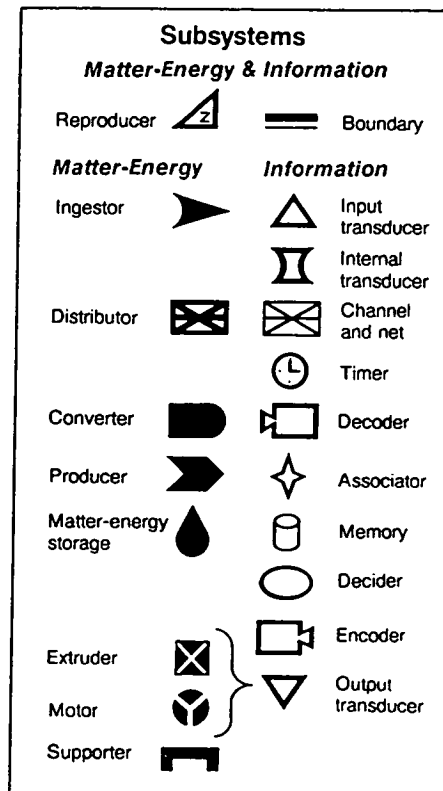 Subsystems
Matter-Energy & Information
Reproducer Z Boundary
Matter-Energy Information
Ingestor Input
transducer
Internal
transducer
Distributor Channel
and net
Timer
Converter Decoder
Producer Associator
Matter-energy
storage Memory
Decider
Encoder
Extruder
Output
transducer
Motor
Supporter